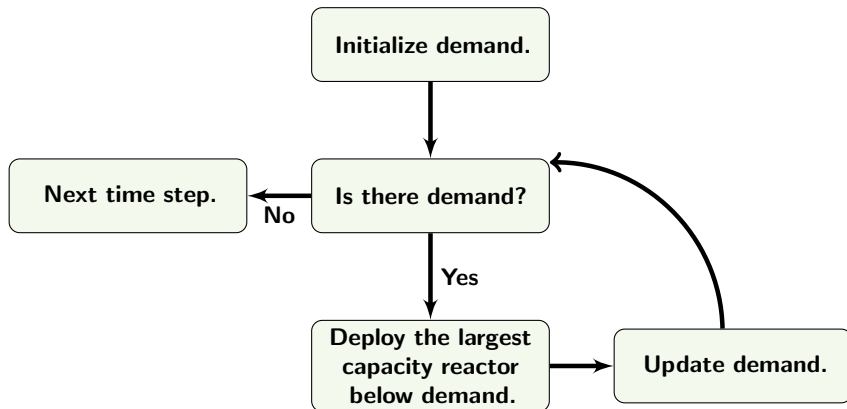 Initialize demand.
Next time step.
No
Is there demand?
Yes
Deploy the largest
capacity reactor
below demand.
Update demand.